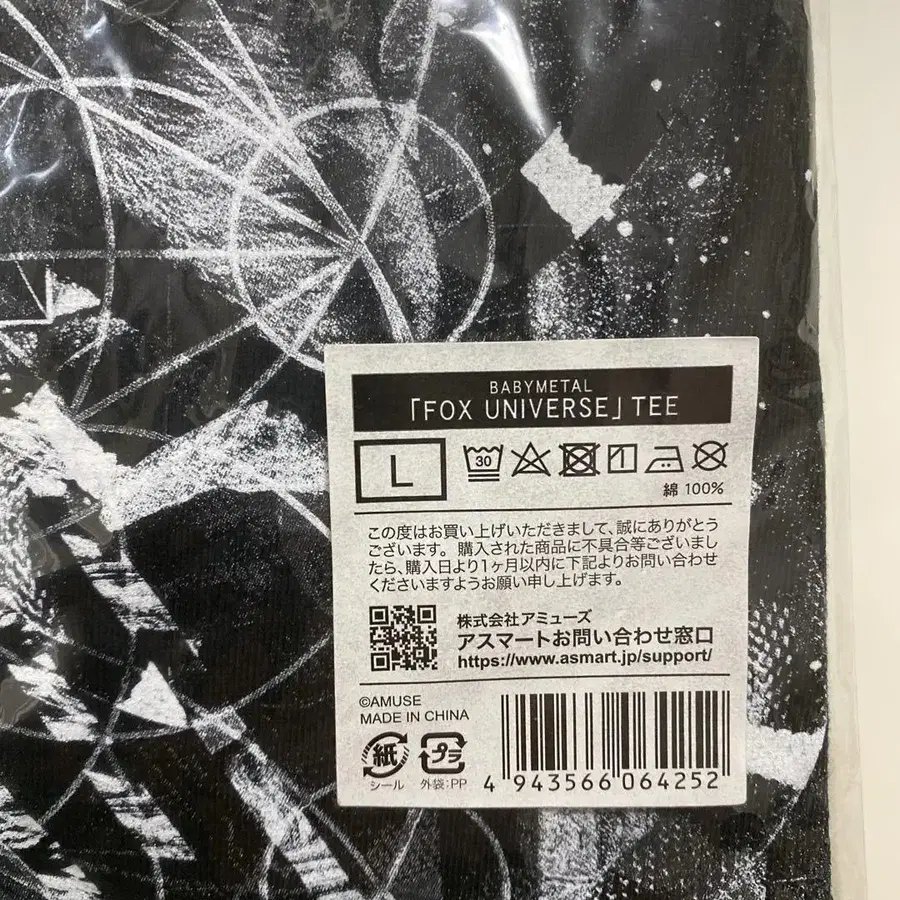 BABYMETAL
「FOX UNIVERSE」TEE
L
30
綿 100%
この度はお買い上げいただきまして、誠にありがとう
ございます。購入された商品に不具合等ございまし
たら、購入日より1ヶ月以内に下記よりお問い合わせ
くださいますようお願い申し上げます。
株式会社アミューズ
アスマートお問い合わせ窓口
https://www.asmart.jp/support/
©AMUSE
MADE IN CHINA
紙
シール
プラ
外袋:PP
4 943566 064252